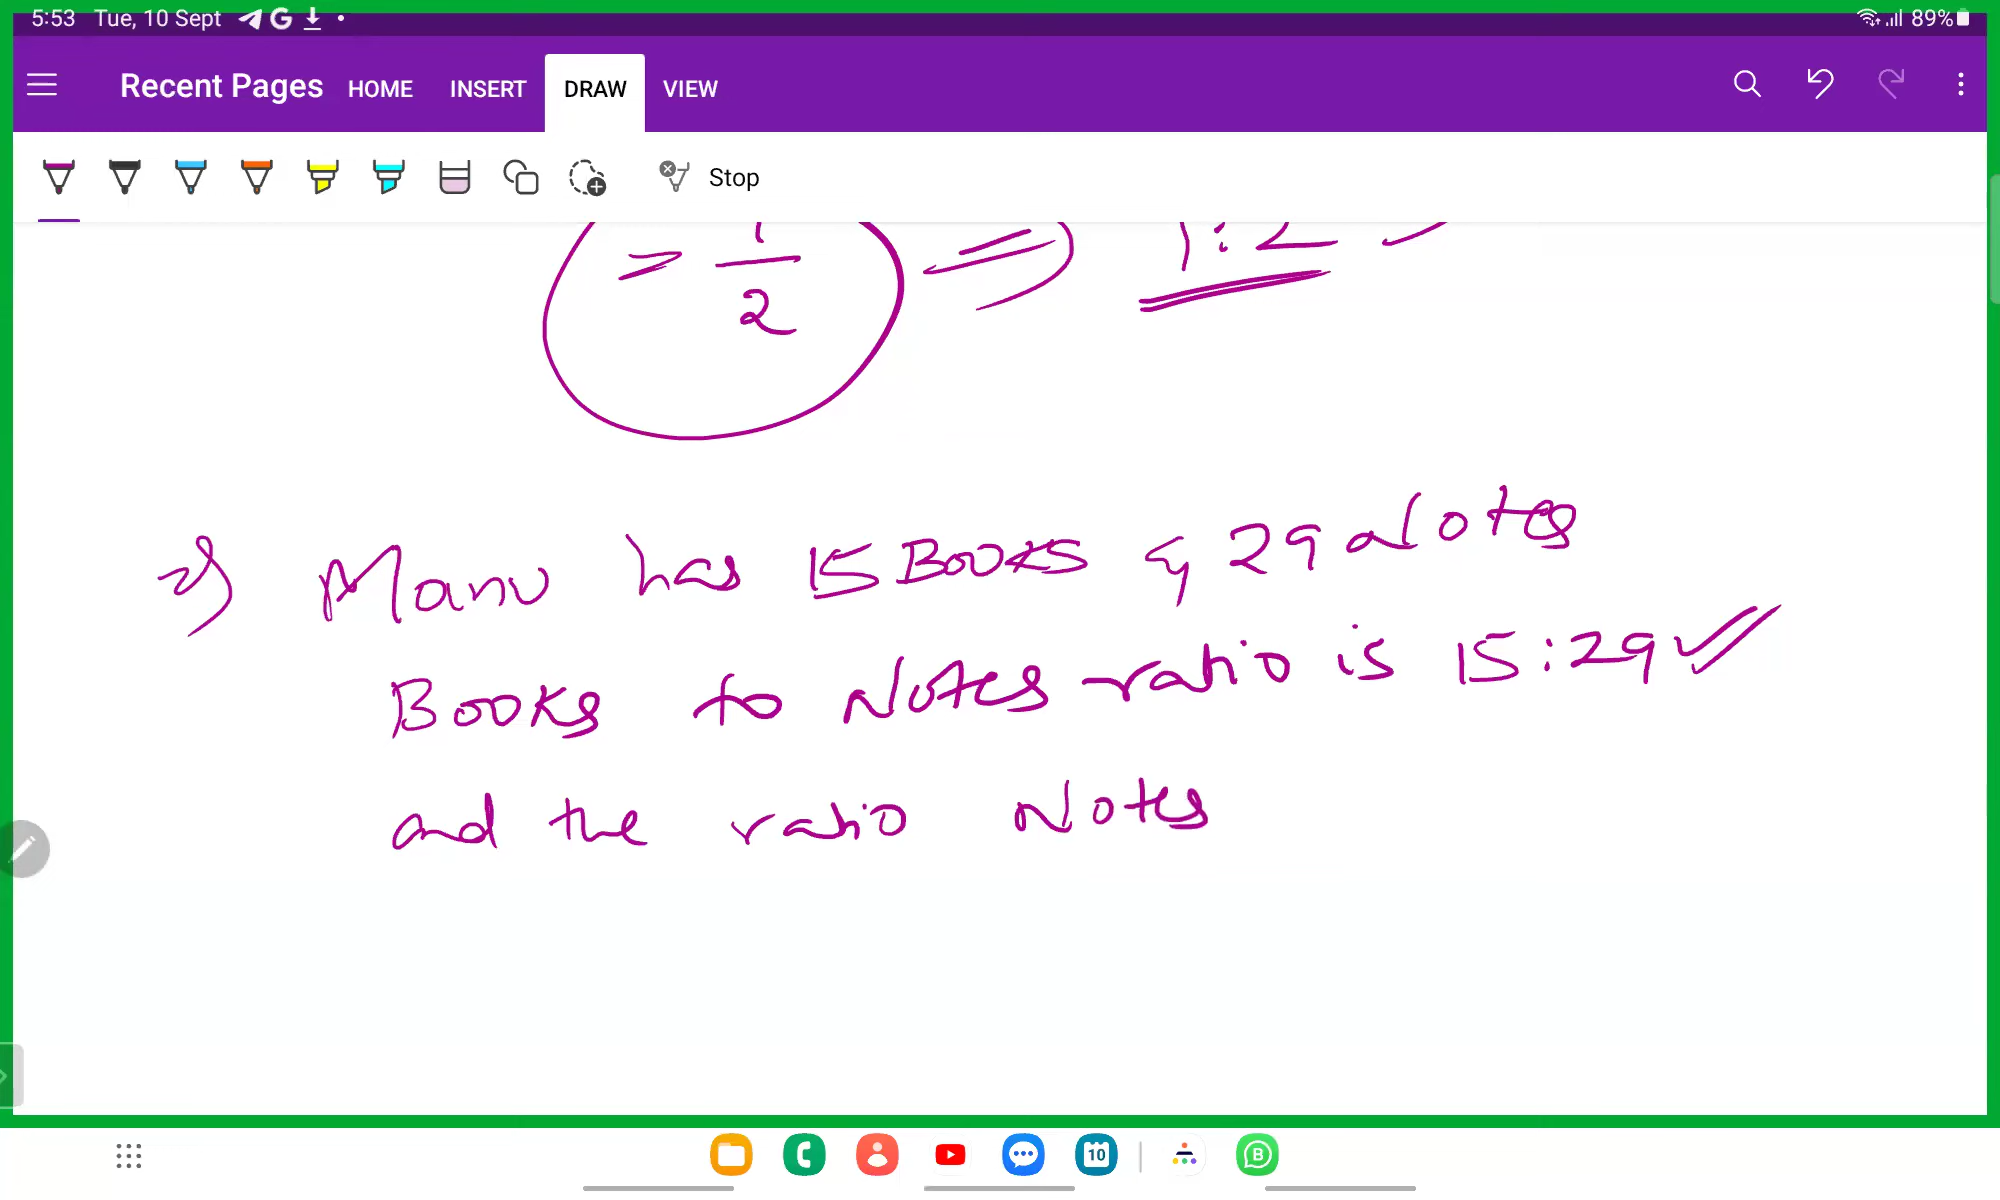 5:53 Tue, 10 Sept 89%
Recent Pages HOME INSERT DRAW VIEW
Stop
= 1/2 => 1:2
2) Manu has 15 Books & 29 Notes
Books to Notes ratio is 15:29
and the ratio Notes
10